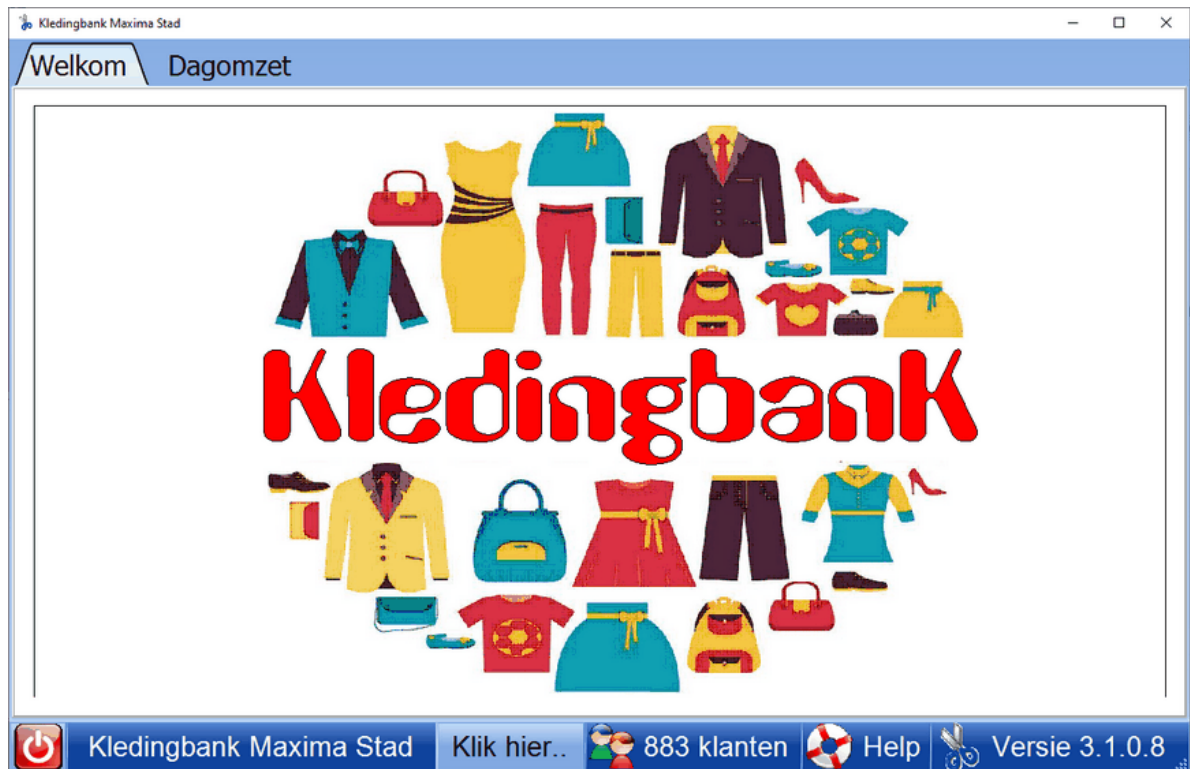 Kledingbank Maxima Stad
Welkom Dagomzet
KledingbanK
Kledingbank Maxima Stad Klik hier.. 883 klanten Help Versie 3.1.0.8